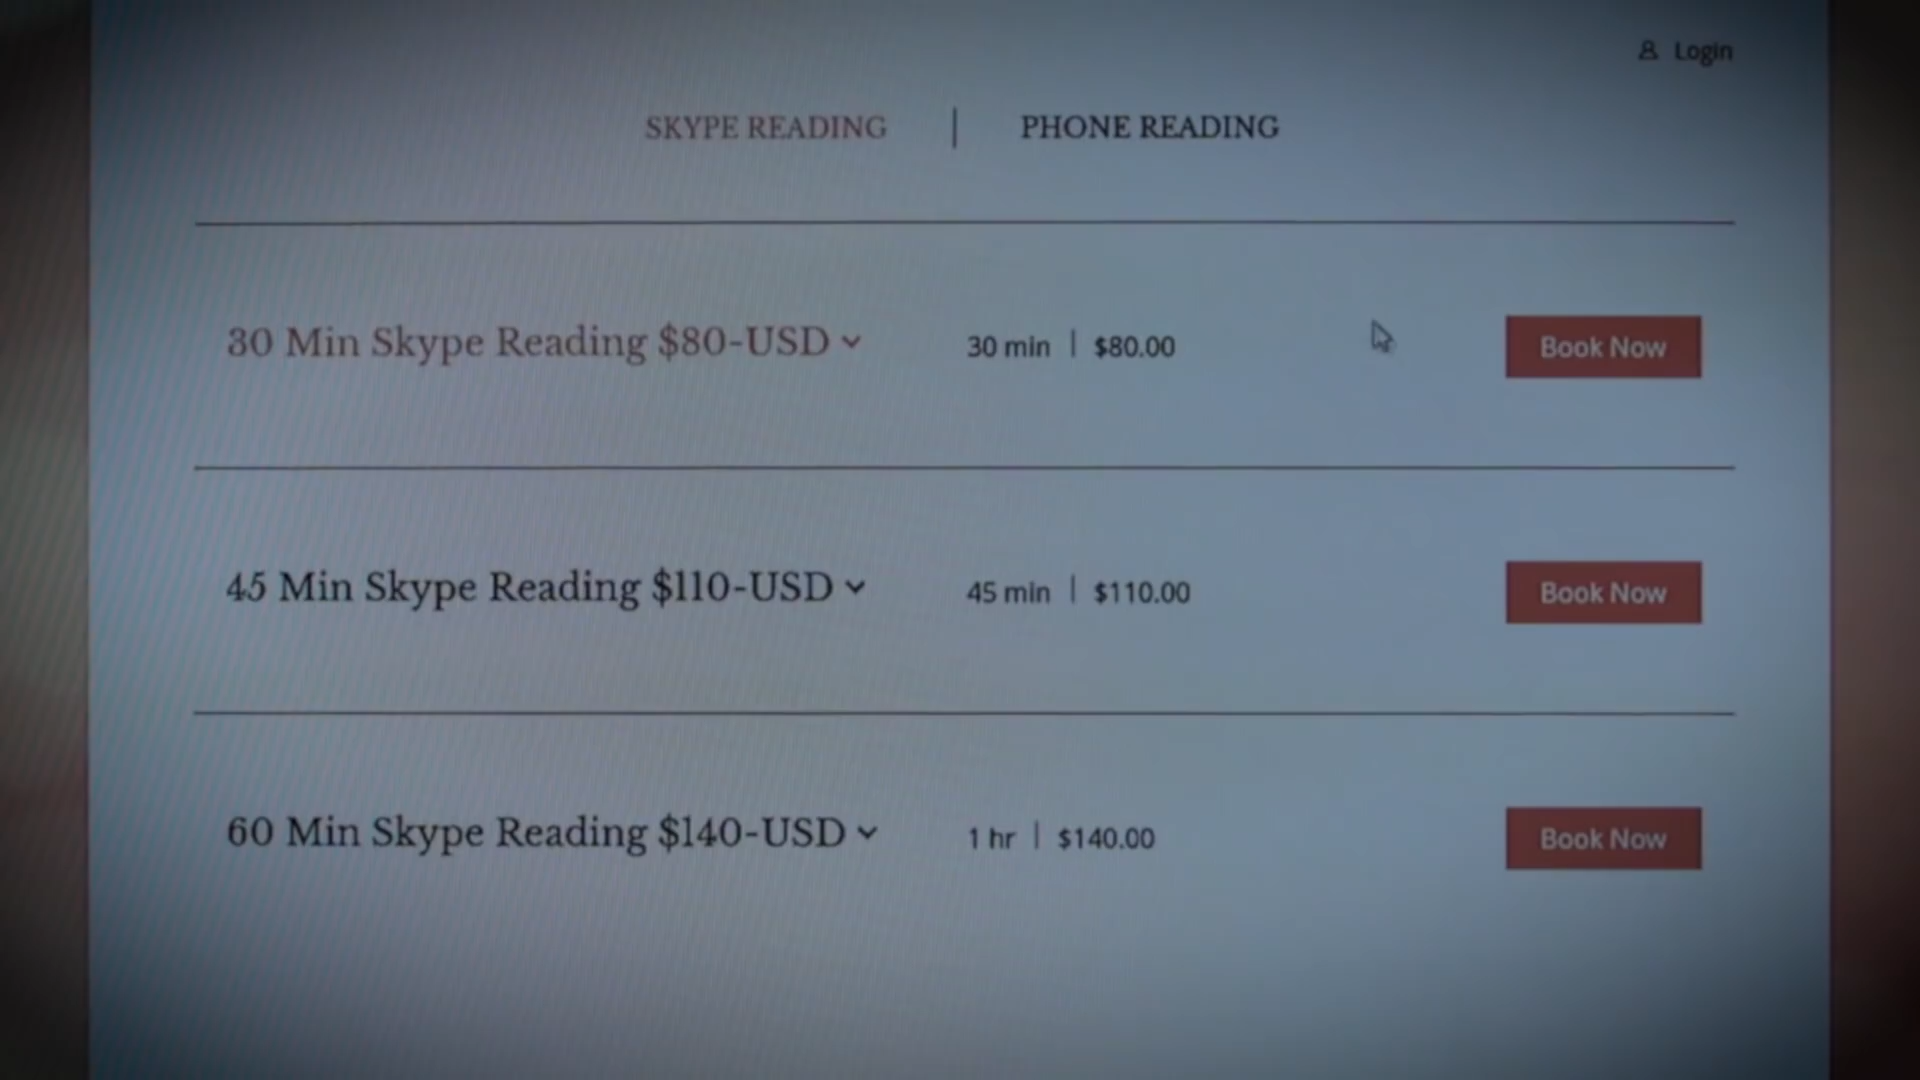 Login
SKYPE READING | PHONE READING
30 Min Skype Reading $80-USD 30 min | $80.00 Book Now
45 Min Skype Reading $110-USD 45 min | $110.00 Book Now
60 Min Skype Reading $140-USD 1 hr | $140.00 Book Now